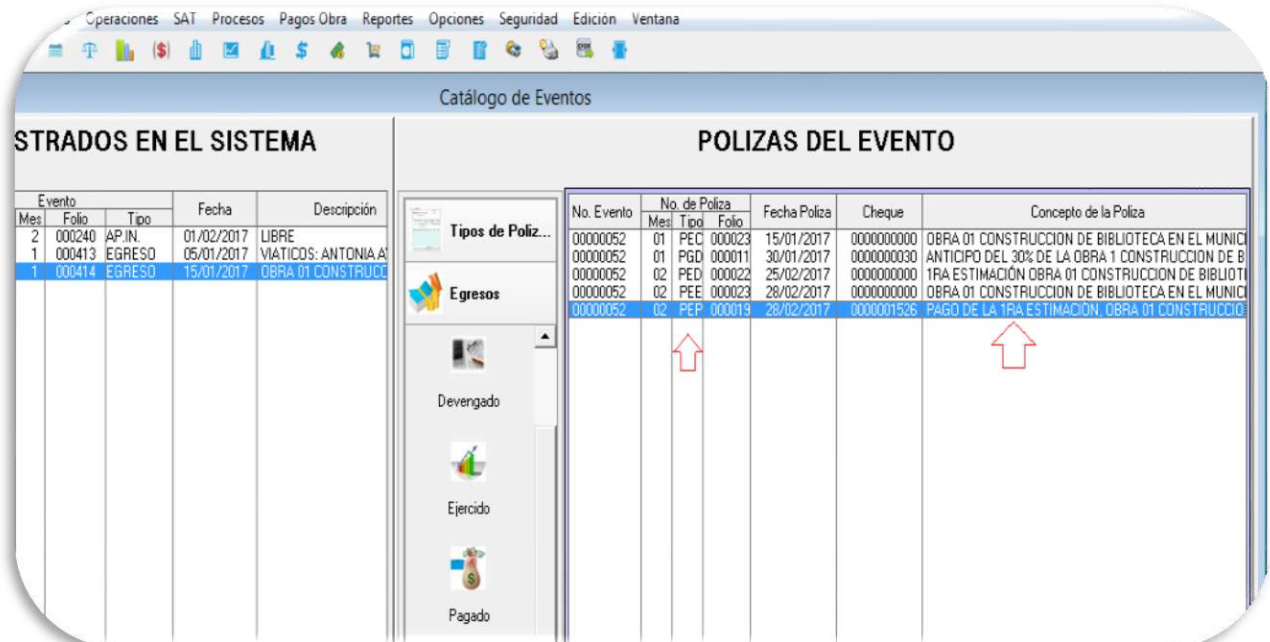 Operaciones SAT Procesos Pagos Obra Reportes Opciones Seguridad Edición Ventana
Catálogo de Eventos
STRADOS EN EL SISTEMA
Evento Fecha Descripción
Mes Folio Tipo
2 000240 AP.IN. 01/02/2017 LIBRE
1 000413 EGRESO 05/01/2017 VIATICOS: ANTONIA A
1 000414 EGRESO 15/01/2017 OBRA 01 CONSTRUCC
Tipos de Poliz...
Egresos
Devengado
Ejercido
Pagado
POLIZAS DEL EVENTO
No. Evento No. de Poliza Fecha Poliza Cheque Concepto de la Poliza
Mes Tipo Folio
00000052 01 PEC 000023 15/01/2017 0000000000 OBRA 01 CONSTRUCCION DE BIBLIOTECA EN EL MUNICI
00000052 01 PGD 000011 30/01/2017 0000000030 ANTICIPO DEL 30% DE LA OBRA 1 CONSTRUCCION DE B
00000052 02 PED 000022 25/02/2017 0000000000 1RA ESTIMACIÓN OBRA 01 CONSTRUCCION DE BIBLIOT
00000052 02 PEE 000023 28/02/2017 0000000000 OBRA 01 CONSTRUCCION DE BIBLIOTECA EN EL MUNICI
00000052 02 PEP 000019 28/02/2017 0000001526 PAGO DE LA 1RA ESTIMACIÓN, OBRA 01 CONSTRUCCIO